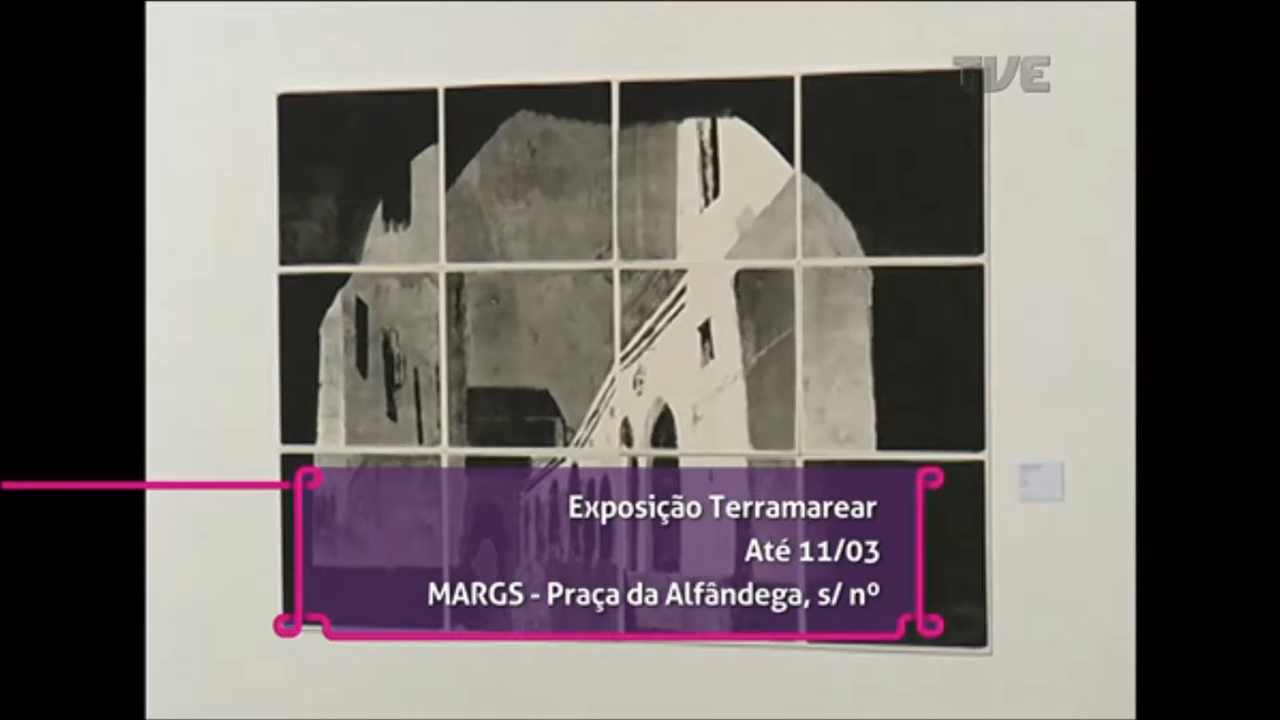 TVE
Exposição Terramarear
Até 11/03
MARGS - Praça da Alfândega, s/ nº